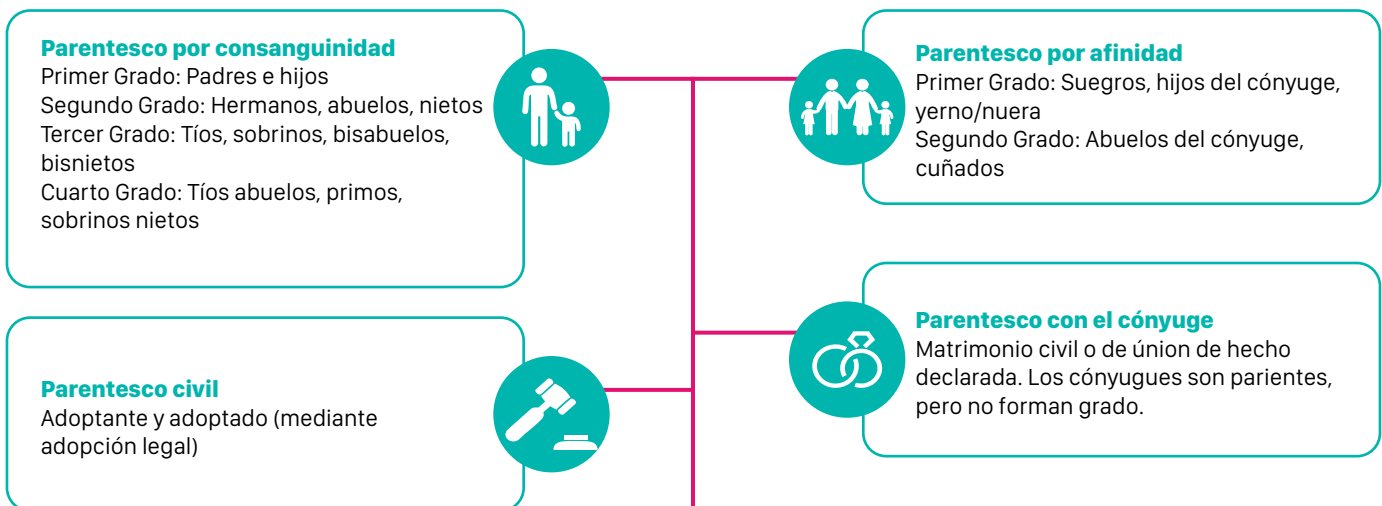 Parentesco por consanguinidad
Primer Grado: Padres e hijos
Segundo Grado: Hermanos, abuelos, nietos
Tercer Grado: Tíos, sobrinos, bisabuelos,
bisnietos
Cuarto Grado: Tíos abuelos, primos,
sobrinos nietos
Parentesco por afinidad
Primer Grado: Suegros, hijos del cónyuge,
yerno/nuera
Segundo Grado: Abuelos del cónyuge,
cuñados
Parentesco civil
Adoptante y adoptado (mediante
adopción legal)
Parentesco con el cónyuge
Matrimonio civil o de únion de hecho
declarada. Los cónyugues son parientes,
pero no forman grado.